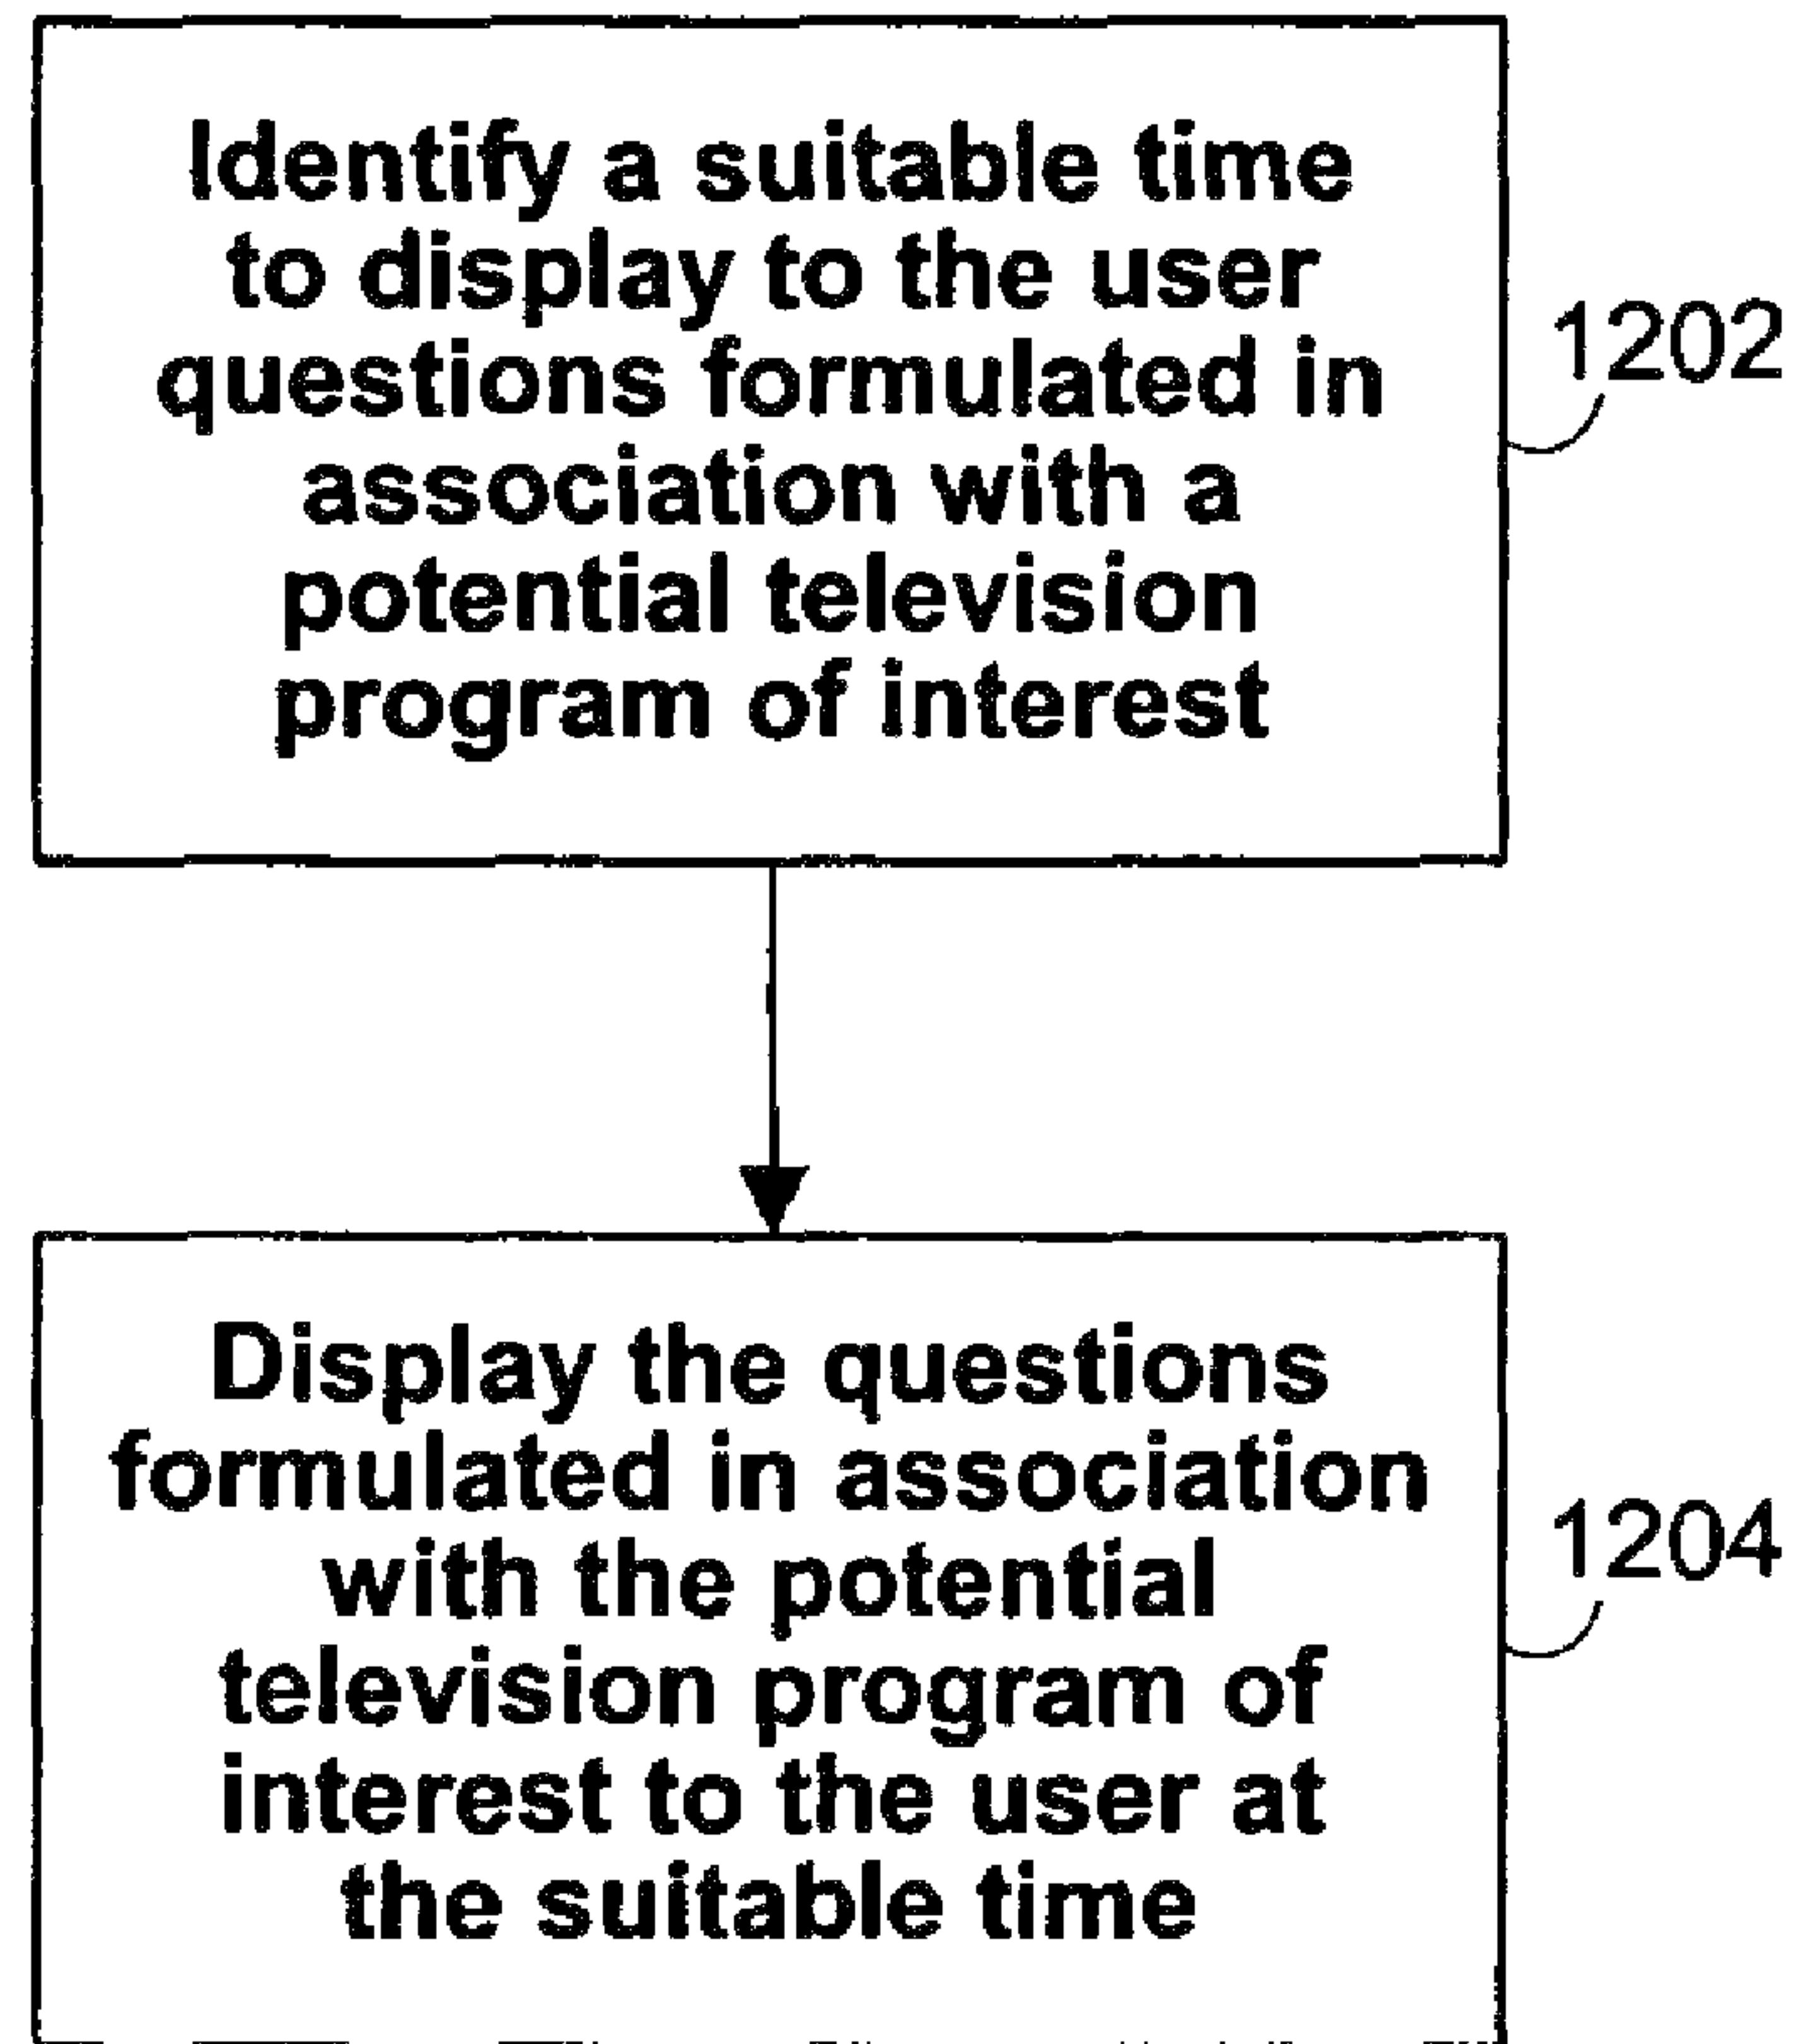 Identify a suitable time
to display to the user
questions formulated in
association with a
potential television
program of interest
1202
Display the questions
formulated in association
with the potential
television program of
interest to the user at
the suitable time
1204